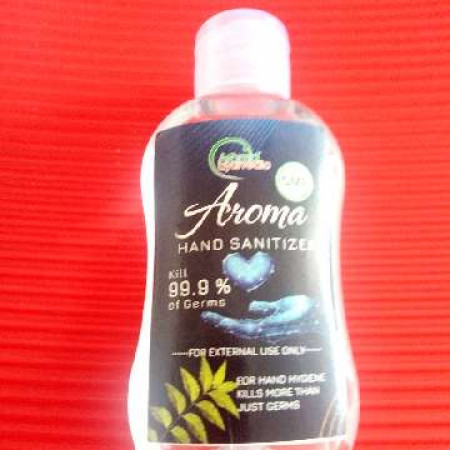 Aroma
HAND SANITIZER
Kill
99.9 %
of Germs
FOR EXTERNAL USE ONLY
FOR HAND HYGIENE
KILLS MORE THAN
JUST GERMS